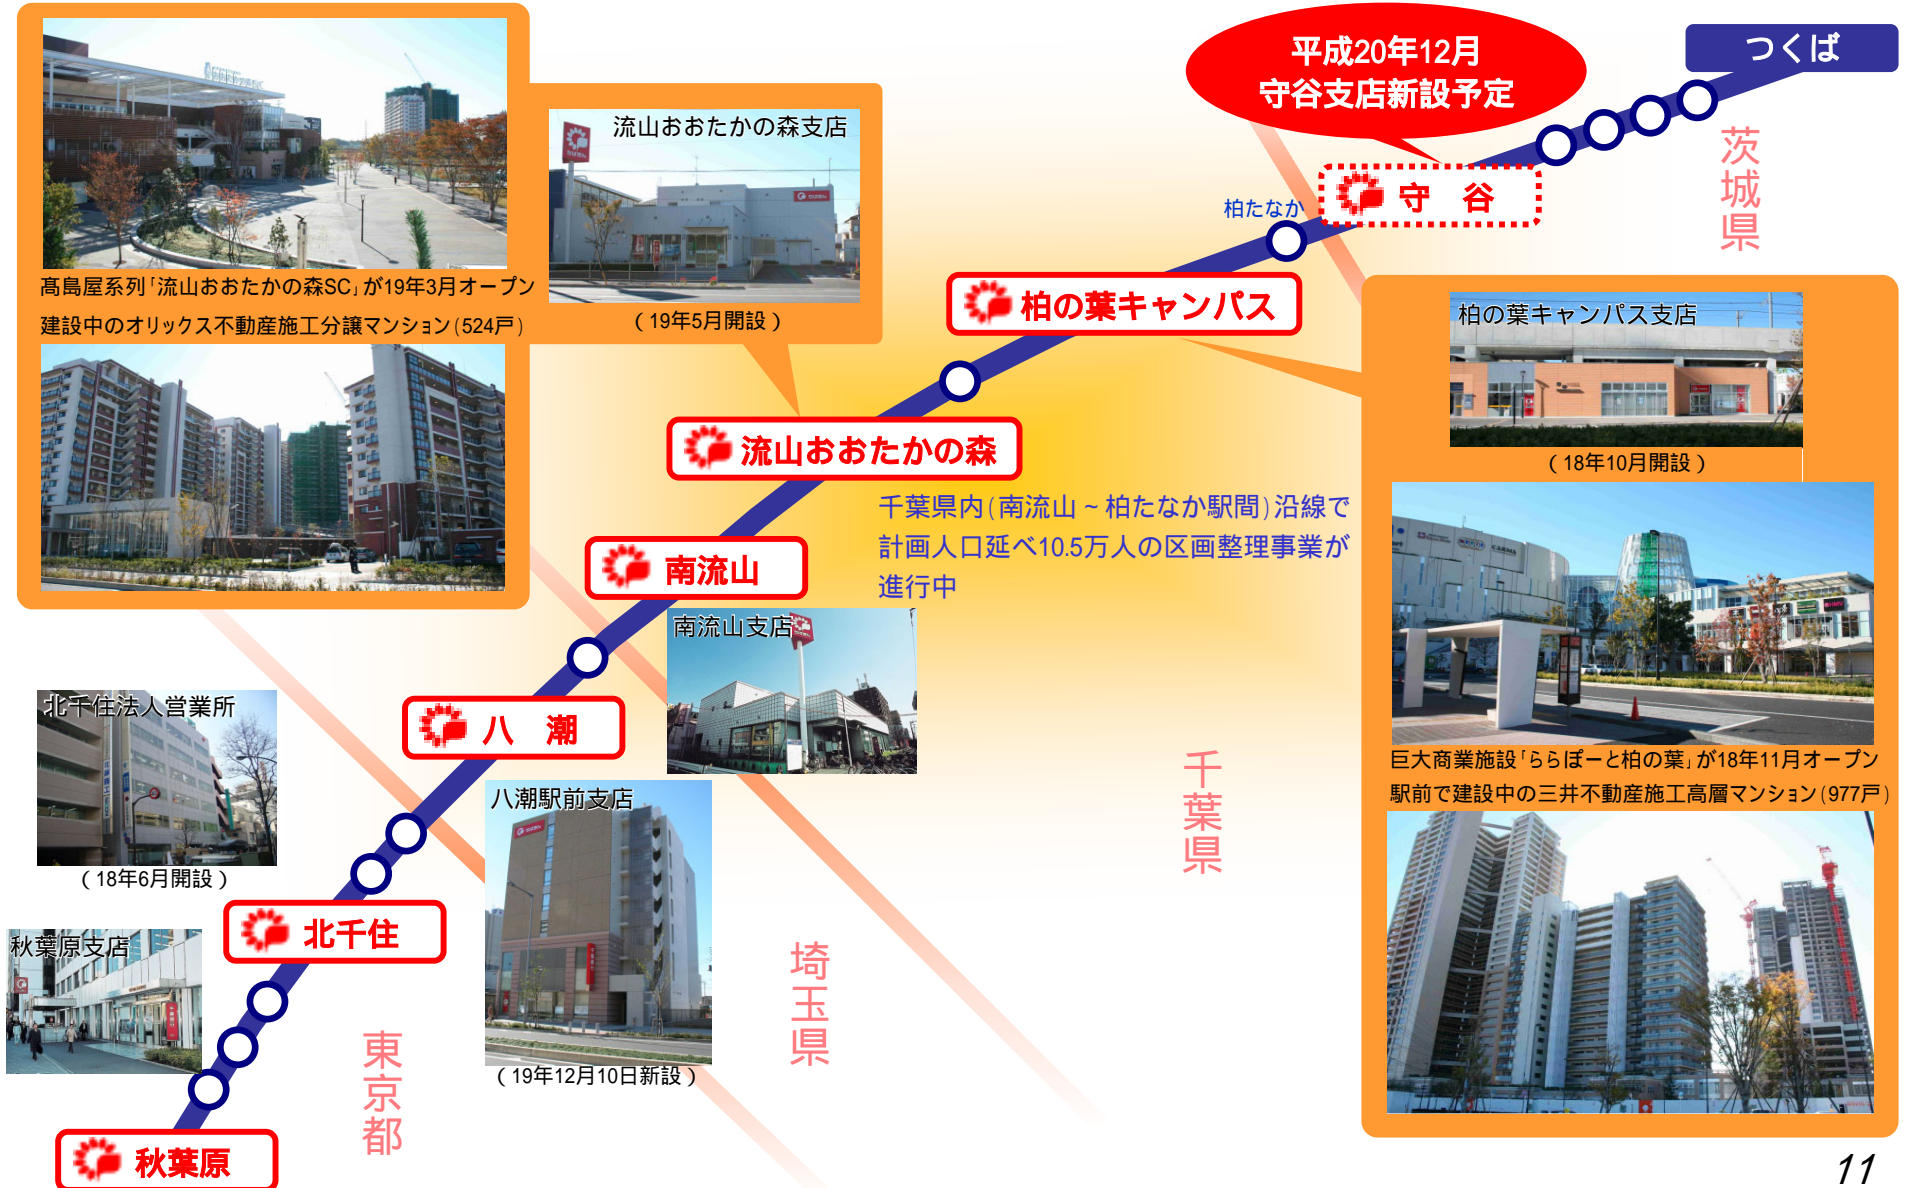 平成20年12月
守谷支店新設予定
つくば
茨城県
守　谷
柏たなか
流山おおたかの森支店
（19年5月開設）
髙島屋系列「流山おおたかの森SC」が19年3月オープン
建設中のオリックス不動産施工分譲マンション(524戸)
柏の葉キャンパス
柏の葉キャンパス支店
（18年10月開設）
流山おおたかの森
千葉県内(南流山～柏たなか駅間)沿線で
計画人口延べ10.5万人の区画整理事業が
進行中
南流山
南流山支店
巨大商業施設「ららぽーと柏の葉」が18年11月オープン
駅前で建設中の三井不動産施工高層マンション(977戸)
千葉県
八　潮
八潮駅前支店
（19年12月10日新設）
北千住法人営業所
（18年6月開設）
北千住
埼玉県
秋葉原支店
東京都
秋葉原
11